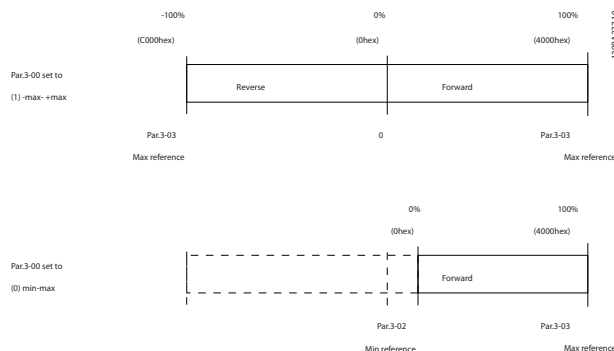 -100% 0% 100%
(C000hex) (0hex) (4000hex)
Par.3-00 set to
(1) -max- +max
Reverse Forward
Par.3-03 0 Par.3-03
Max reference Max reference
0% 100%
(0hex) (4000hex)
Par.3-00 set to
(0) min-max
Forward
Par.3-02 Par.3-03
Min reference Max reference